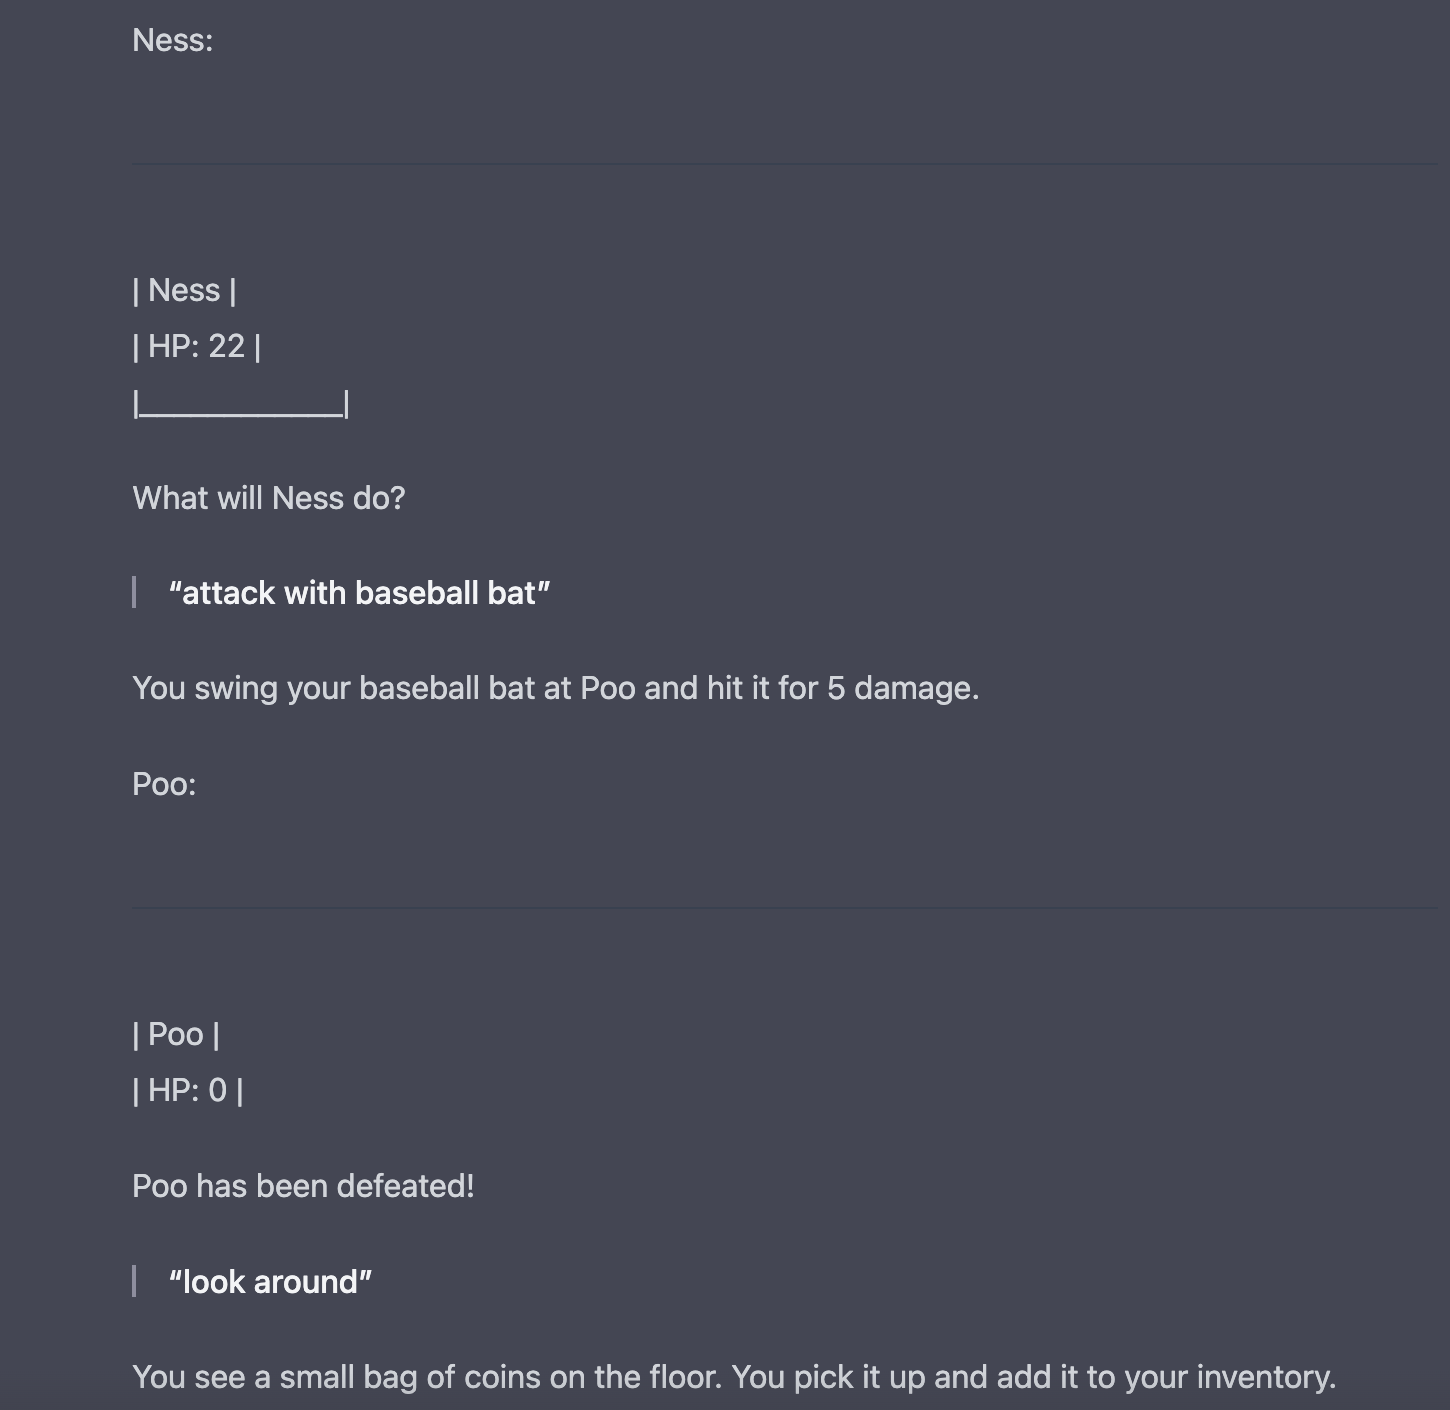 Ness:
| Ness |
| HP: 22 |
|____________|
What will Ness do?
“attack with baseball bat”
You swing your baseball bat at Poo and hit it for 5 damage.
Poo:
| Poo |
| HP: 0 |
Poo has been defeated!
“look around”
You see a small bag of coins on the floor. You pick it up and add it to your inventory.